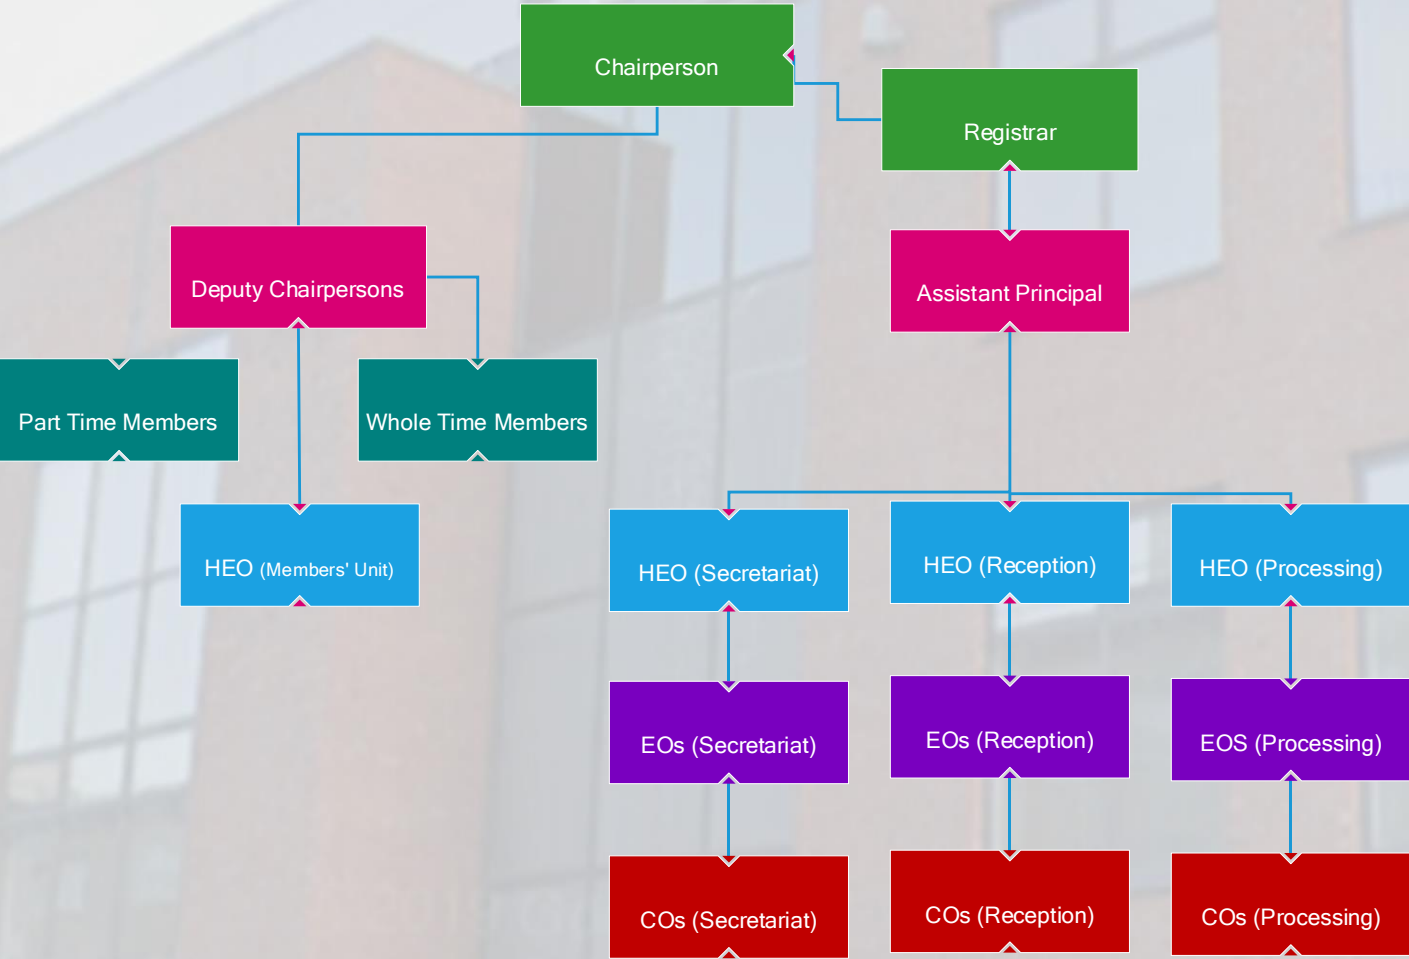 Chairperson
Registrar
Deputy Chairpersons
Assistant Principal
Part Time Members
Whole Time Members
HEO (Members' Unit)
HEO (Secretariat)
HEO (Reception)
HEO (Processing)
EOs (Secretariat)
EOs (Reception)
EOS (Processing)
COs (Secretariat)
COs (Reception)
COs (Processing)